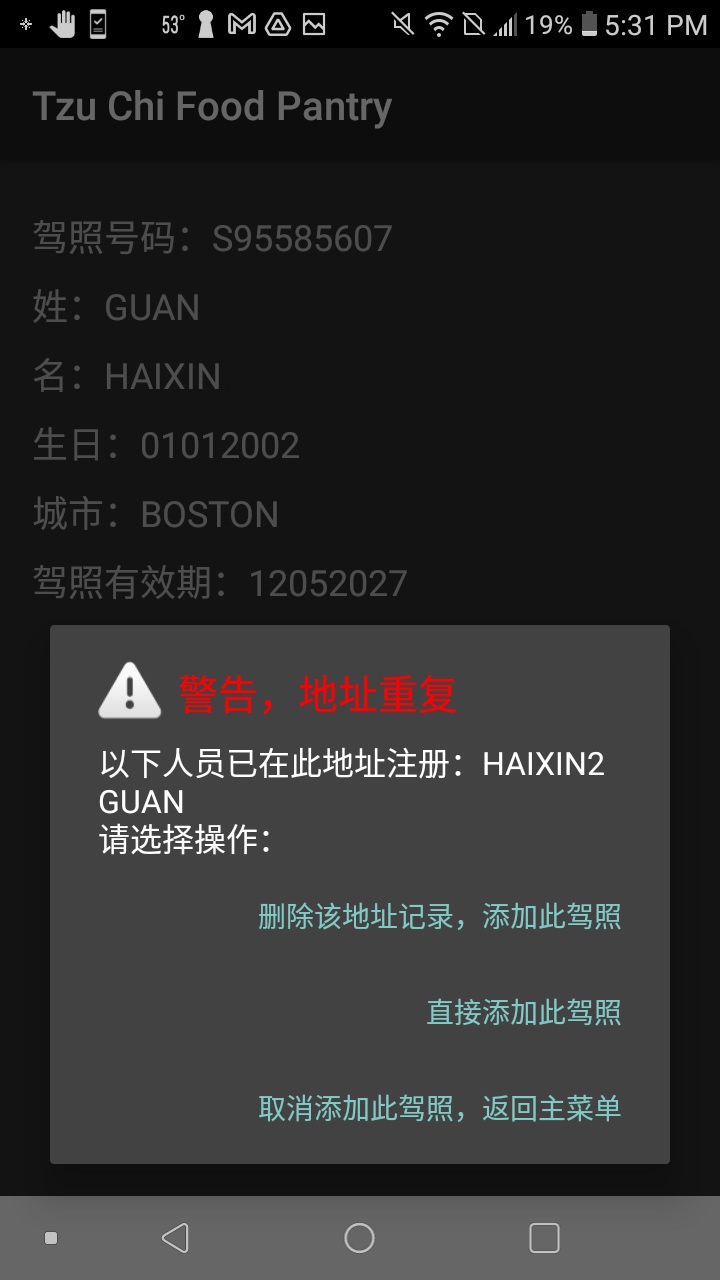 53° 19% 5:31 PM
Tzu Chi Food Pantry
驾照号码：S95585607
姓：GUAN
名：HAIXIN
生日：01012002
城市：BOSTON
驾照有效期：12052027
警告，地址重复
以下人员已在此地址注册：HAIXIN2
GUAN
请选择操作：
删除该地址记录，添加此驾照
直接添加此驾照
取消添加此驾照，返回主菜单